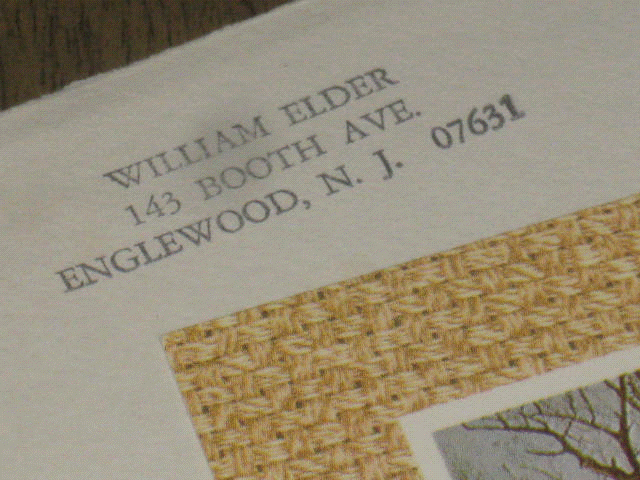 WILLIAM ELDER
143 BOOTH AVE.
ENGLEWOOD, N. J. 07631